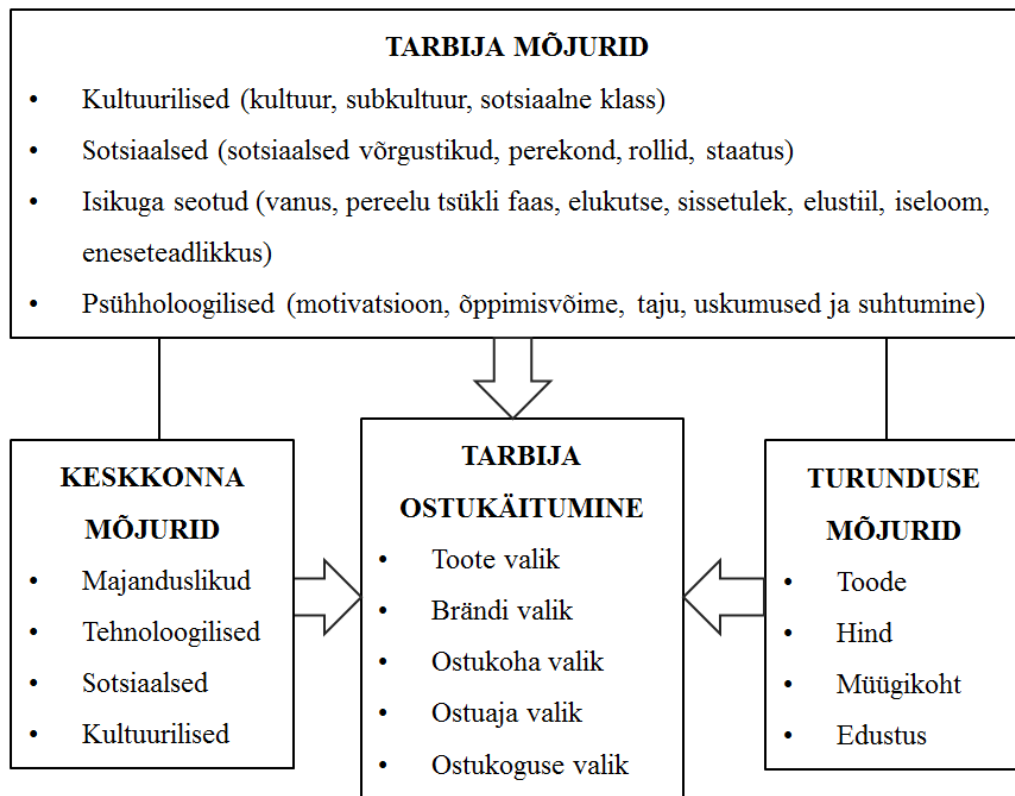 TARBIJA MÕJURID
• Kultuurilised (kultuur, subkultuur, sotsiaalne klass)
• Sotsiaalsed (sotsiaalsed võrgustikud, perekond, rollid, staatus)
• Isikuga seotud (vanus, pereelu tsükli faas, elukutse, sissetulek, elustiil, iseloom,
eneseteadlikkus)
• Psühholoogilised (motivatsioon, õppimisvõime, taju, uskumused ja suhtumine)
KESKKONNA
MÕJURID
• Majanduslikud
• Tehnoloogilised
• Sotsiaalsed
• Kultuurilised
TARBIJA
OSTUKÄITUMINE
• Toote valik
• Brändi valik
• Ostukoha valik
• Ostuaja valik
• Ostukoguse valik
TURUNDUSE
MÕJURID
• Toode
• Hind
• Müügikoht
• Edustus